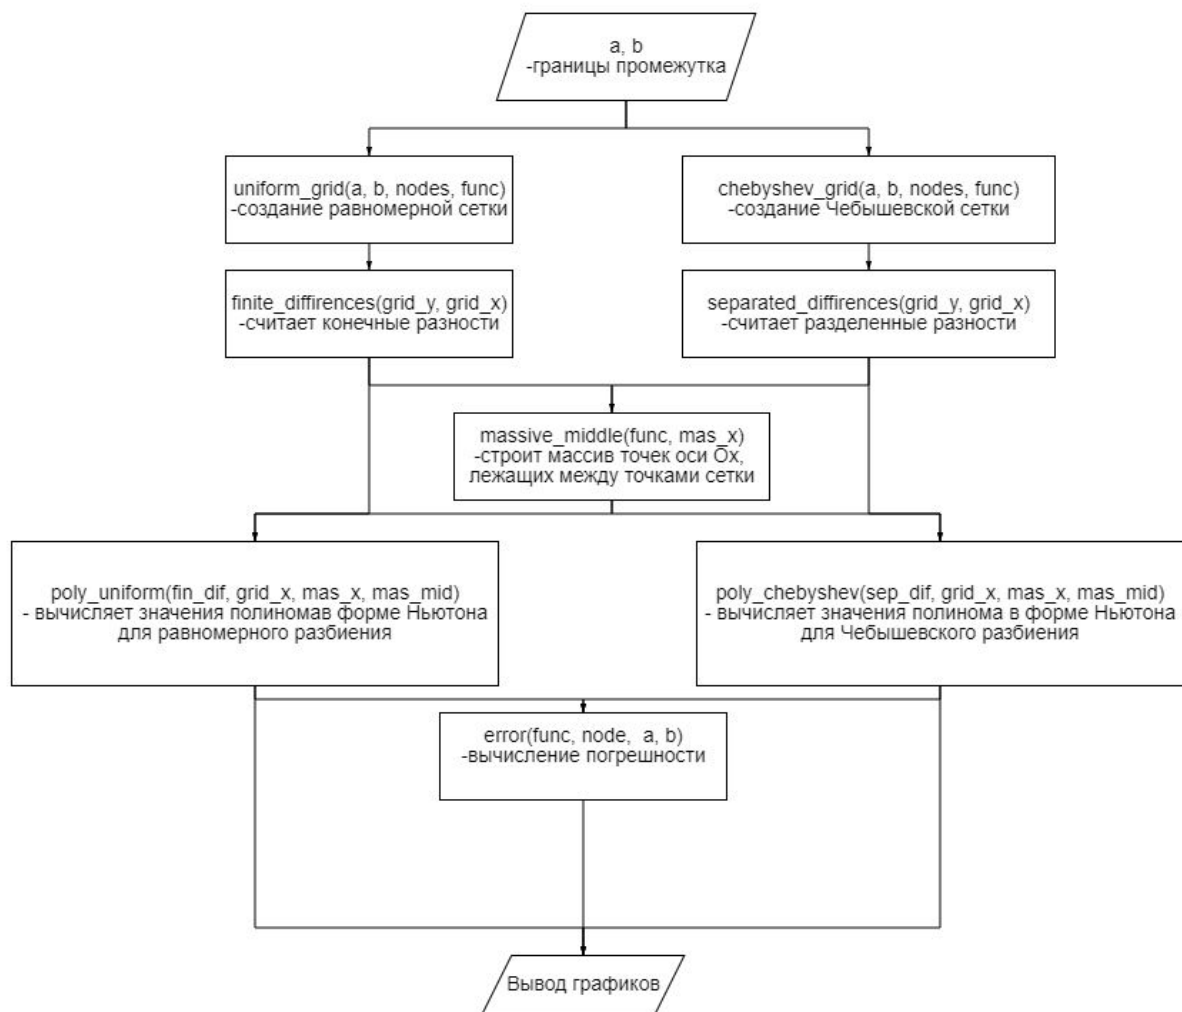 a, b
-границы промежутка
uniform_grid(a, b, nodes, func)
-создание равномерной сетки
chebyshev_grid(a, b, nodes, func)
-создание Чебышевской сетки
finite_diffirences(grid_y, grid_x)
-считает конечные разности
separated_diffirences(grid_y, grid_x)
-считает разделенные разности
massive_middle(func, mas_x)
-строит массив точек оси Ox,
лежащих между точками сетки
poly_uniform(fin_dif, grid_x, mas_x, mas_mid)
- вычисляет значения полиномав форме Ньютона
для равномерного разбиения
poly_chebyshev(sep_dif, grid_x, mas_x, mas_mid)
- вычисляет значения полинома в форме Ньютона
для Чебышевского разбиения
error(func, node, a, b)
-вычисление погрешности
Вывод графиков